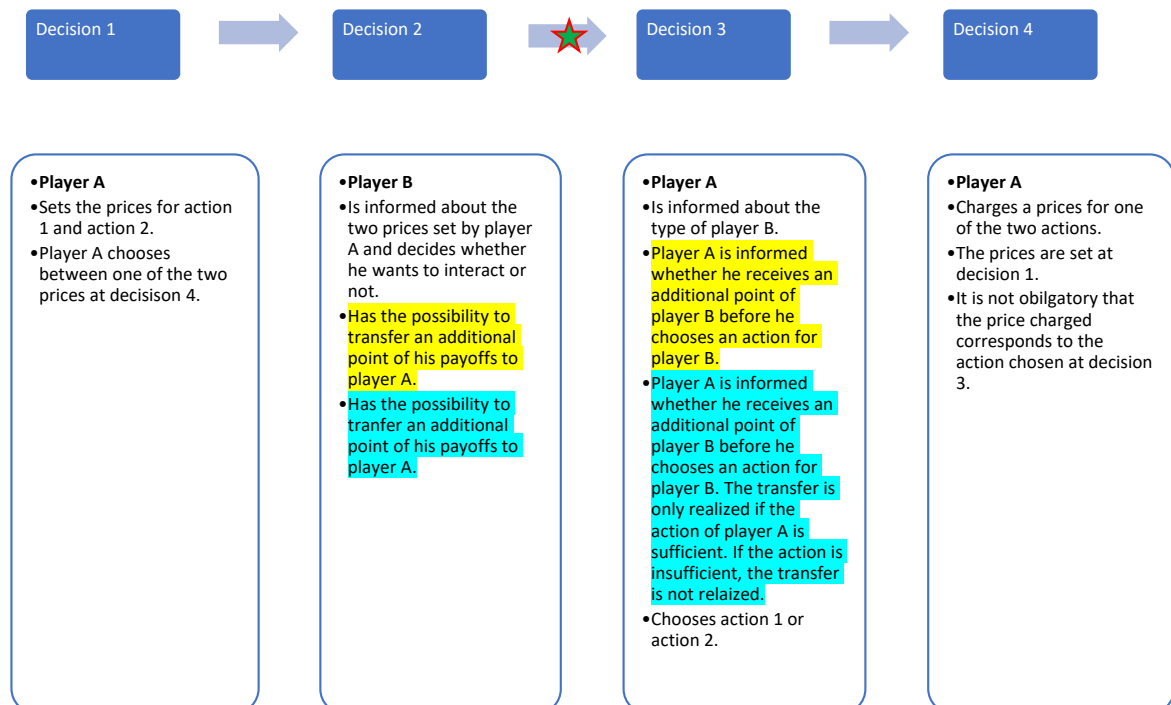 Decision 1
Decision 2
Decision 3
Decision 4
•Player A
•Sets the prices for action
1 and action 2.
•Player A chooses
between one of the two
prices at decisison 4.
•Player B
•Is informed about the
two prices set by player
A and decides whether
he wants to interact or
not.
•Has the possibility to
transfer an additional
point of his payoffs to
player A.
•Has the possibility to
tranfer an additional
point of his payoffs to
player A.
•Player A
•Is informed about the
type of player B.
•Player A is informed
whether he receives an
additional point of
player B before he
chooses an action for
player B.
•Player A is informed
whether he receives an
additional point of
player B before he
chooses an action for
player B. The transfer is
only realized if the
action of player A is
sufficient. If the action is
insufficient, the transfer
is not relaized.
•Chooses action 1 or
action 2.
•Player A
•Charges a prices for one
of the two actions.
•The prices are set at
decision 1.
•It is not obilgatory that
the price charged
corresponds to the
action chosen at decision
3.